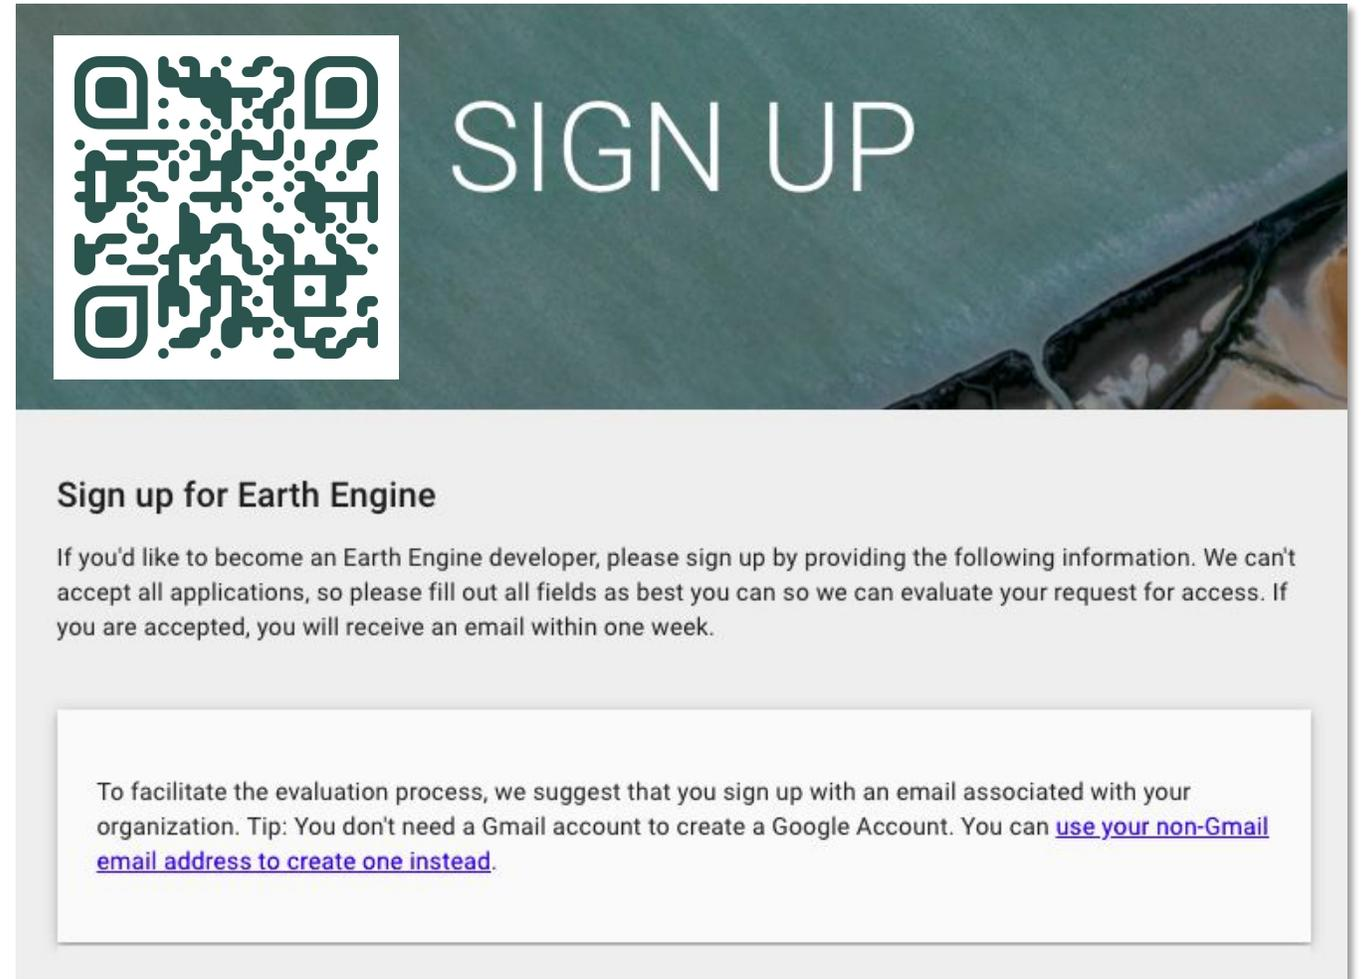 SIGN UP
Sign up for Earth Engine
If you'd like to become an Earth Engine developer, please sign up by providing the following information. We can't
accept all applications, so please fill out all fields as best you can so we can evaluate your request for access. If
you are accepted, you will receive an email within one week.
To facilitate the evaluation process, we suggest that you sign up with an email associated with your
organization. Tip: You don't need a Gmail account to create a Google Account. You can use your non-Gmail
email address to create one instead.